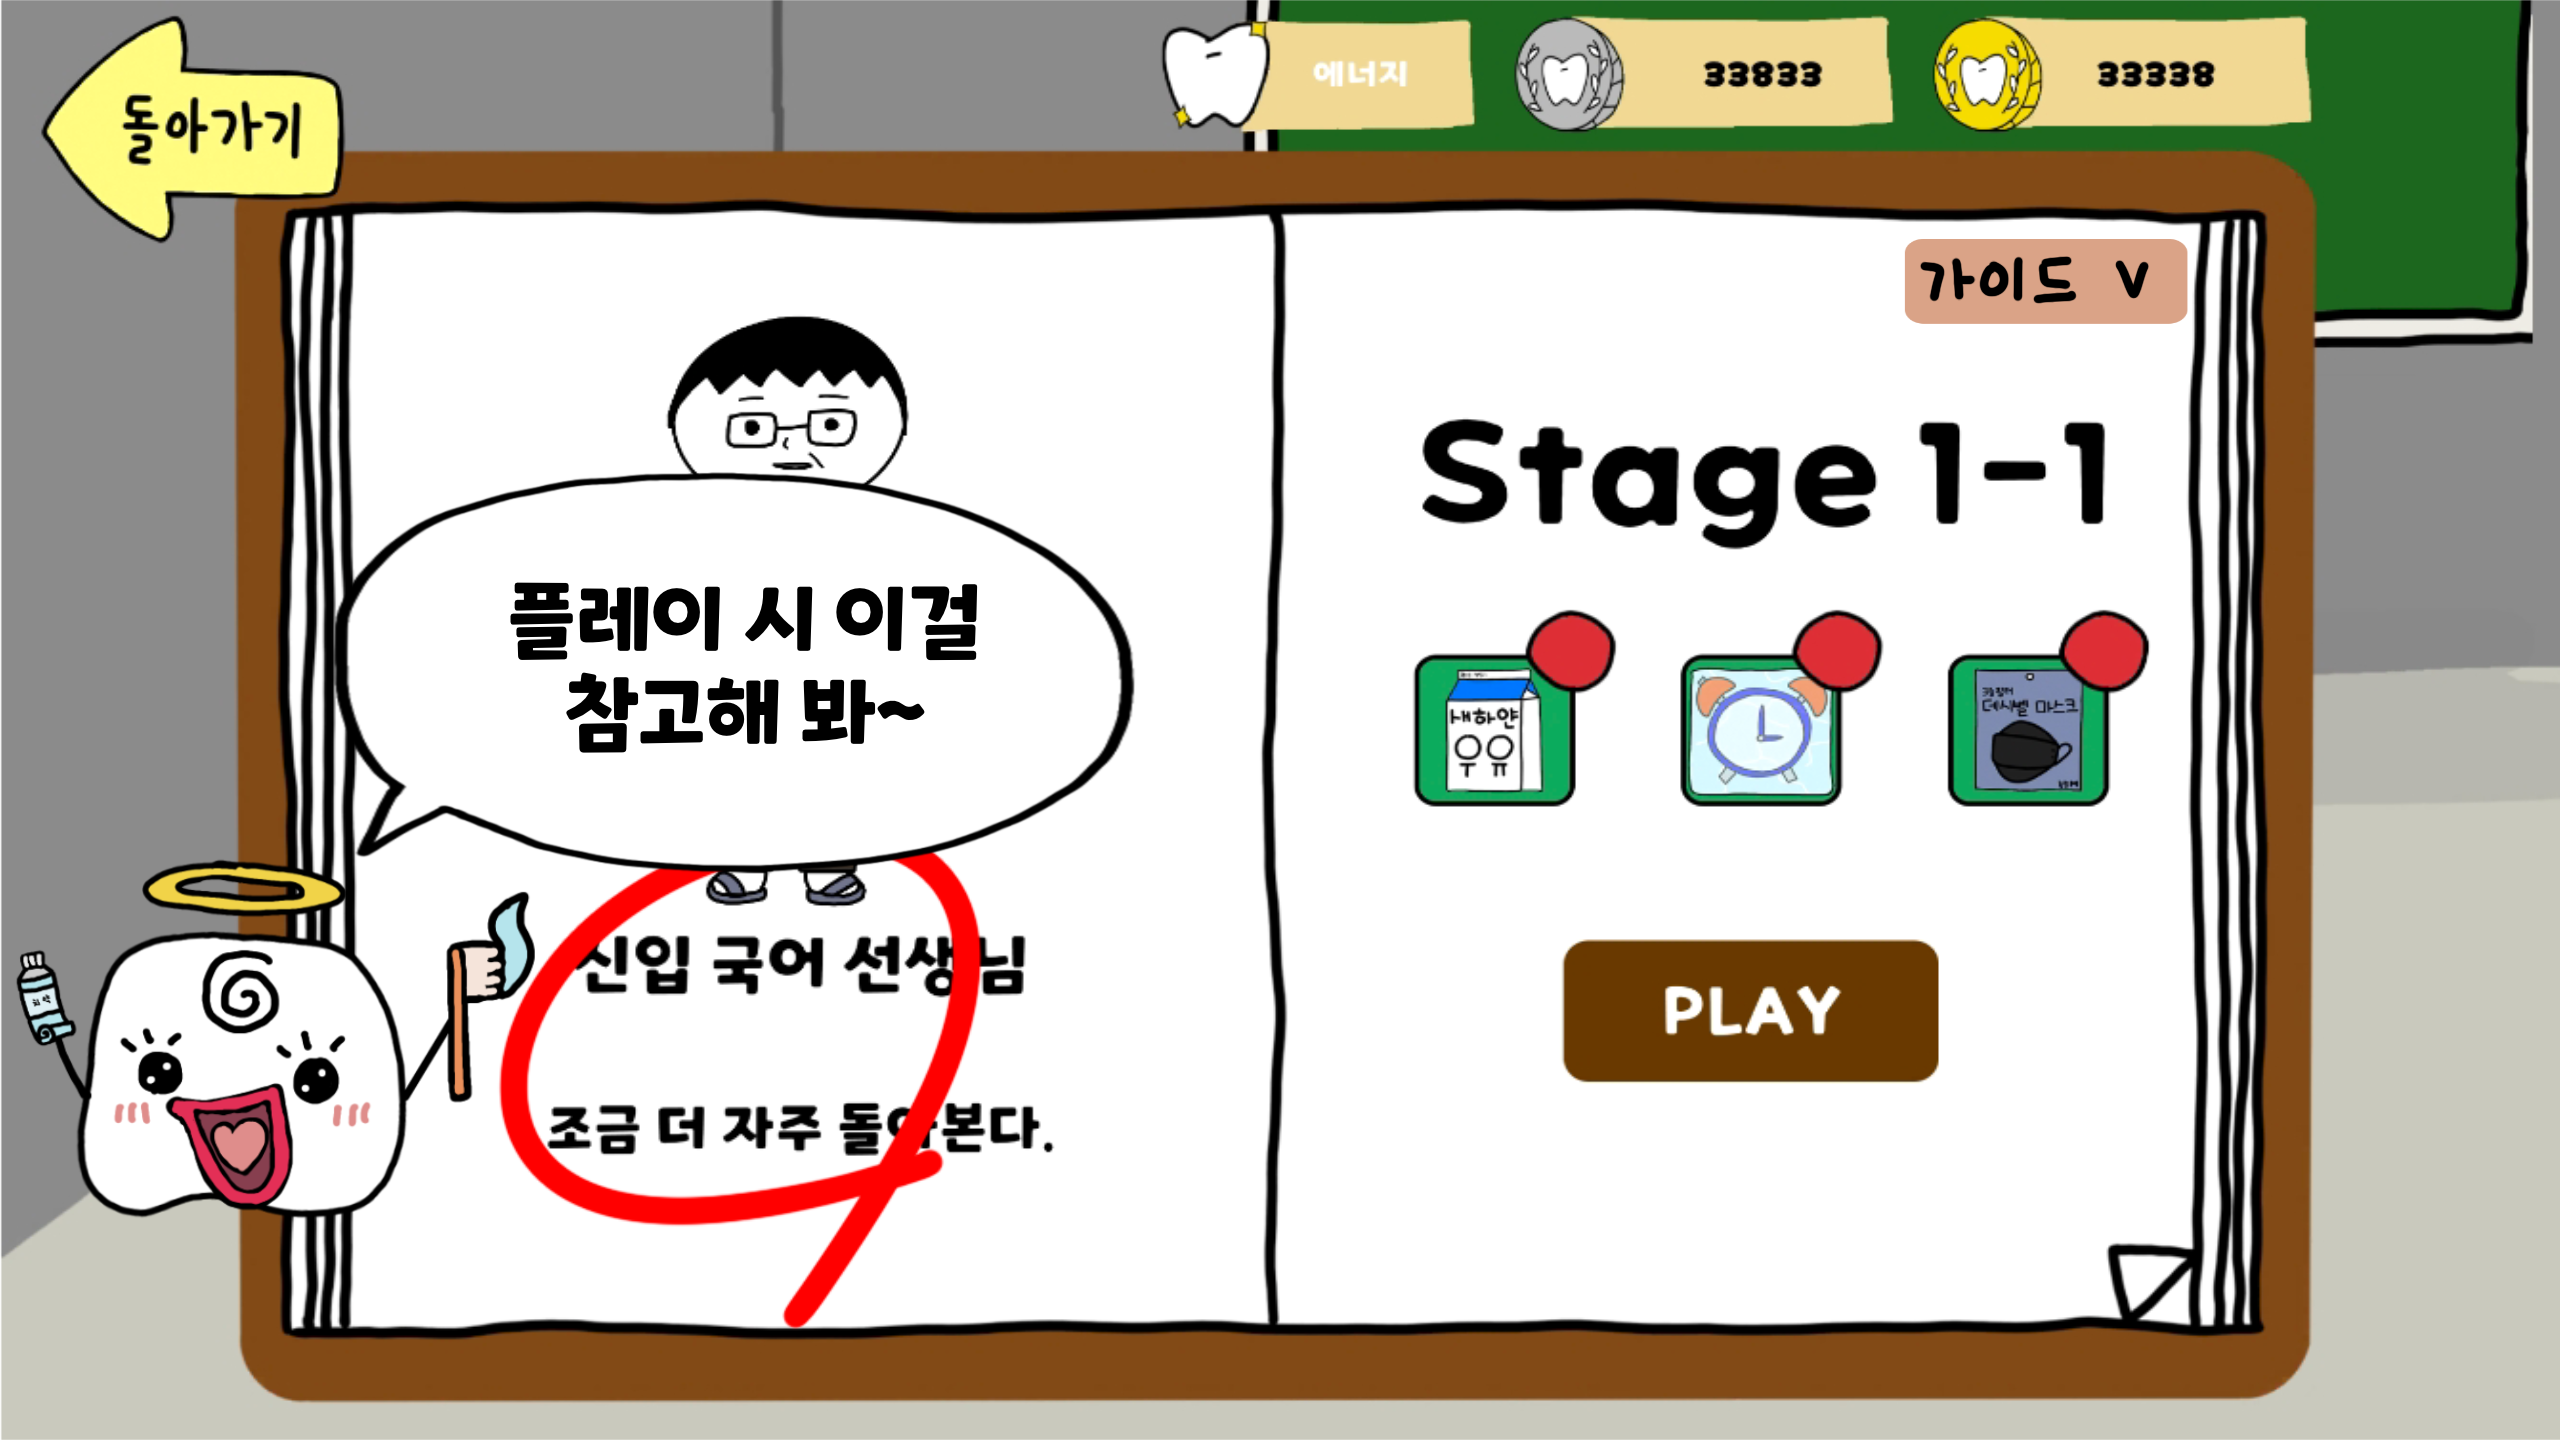 돌아가기
에너지
33833
33338
가이드 V
Stage 1-1
플레이 시 이걸
참고해 봐~
새하얀
우유
데시벨 마스크
신입 국어 선생님
PLAY
조금 더 자주 돌아본다.